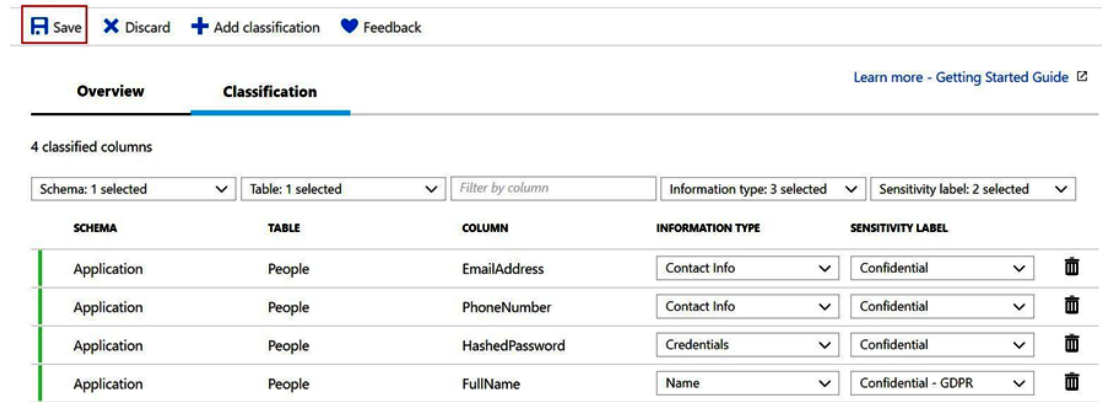 Save Discard Add classification Feedback
Learn more - Getting Started Guide
Overview Classification
4 classified columns
Schema: 1 selected Table: 1 selected Filter by column Information type: 3 selected Sensitivity label: 2 selected
SCHEMA TABLE COLUMN INFORMATION TYPE SENSITIVITY LABEL
Application People EmailAddress Contact Info Confidential
Application People PhoneNumber Contact Info Confidential
Application People HashedPassword Credentials Confidential
Application People FullName Name Confidential - GDPR